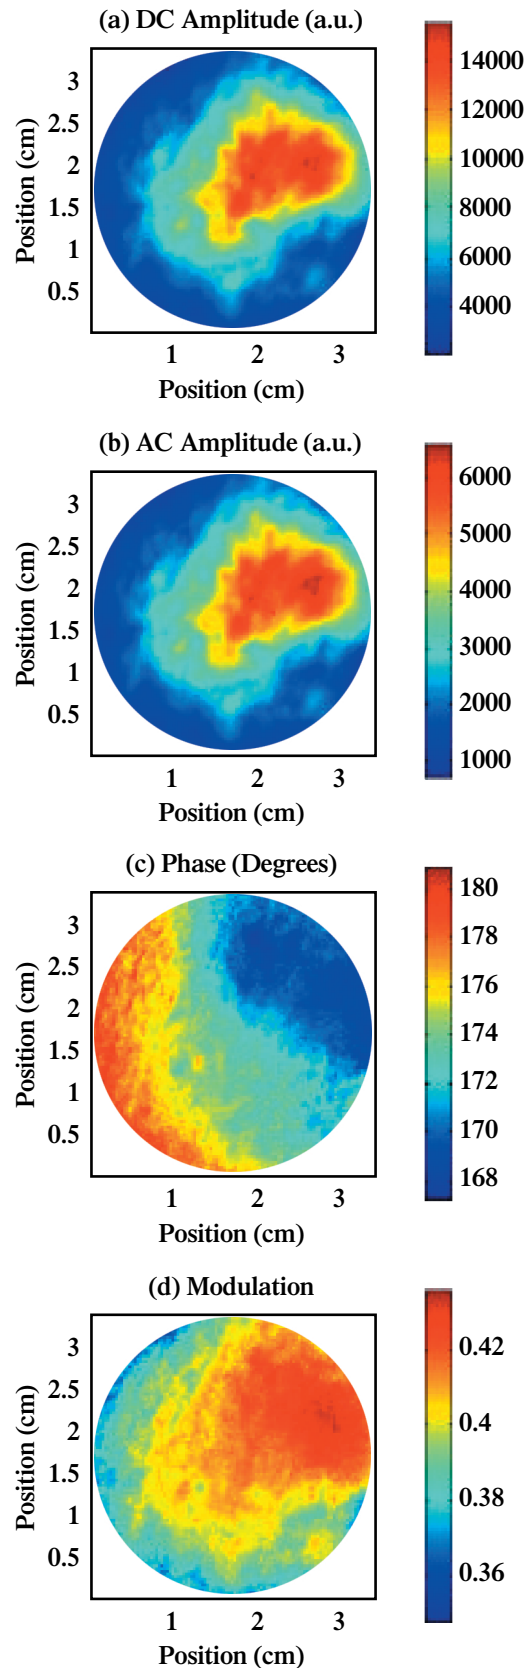 (a) DC Amplitude (a.u.)
3
2.5
2
1.5
1
0.5
Position (cm)
1 2 3
Position (cm)
14000
12000
10000
8000
6000
4000
(b) AC Amplitude (a.u.)
3
2.5
2
1.5
1
0.5
Position (cm)
1 2 3
Position (cm)
6000
5000
4000
3000
2000
1000
(c) Phase (Degrees)
3
2.5
2
1.5
1
0.5
Position (cm)
1 2 3
Position (cm)
180
178
176
174
172
170
168
(d) Modulation
3
2.5
2
1.5
1
0.5
Position (cm)
1 2 3
Position (cm)
0.42
0.4
0.38
0.36